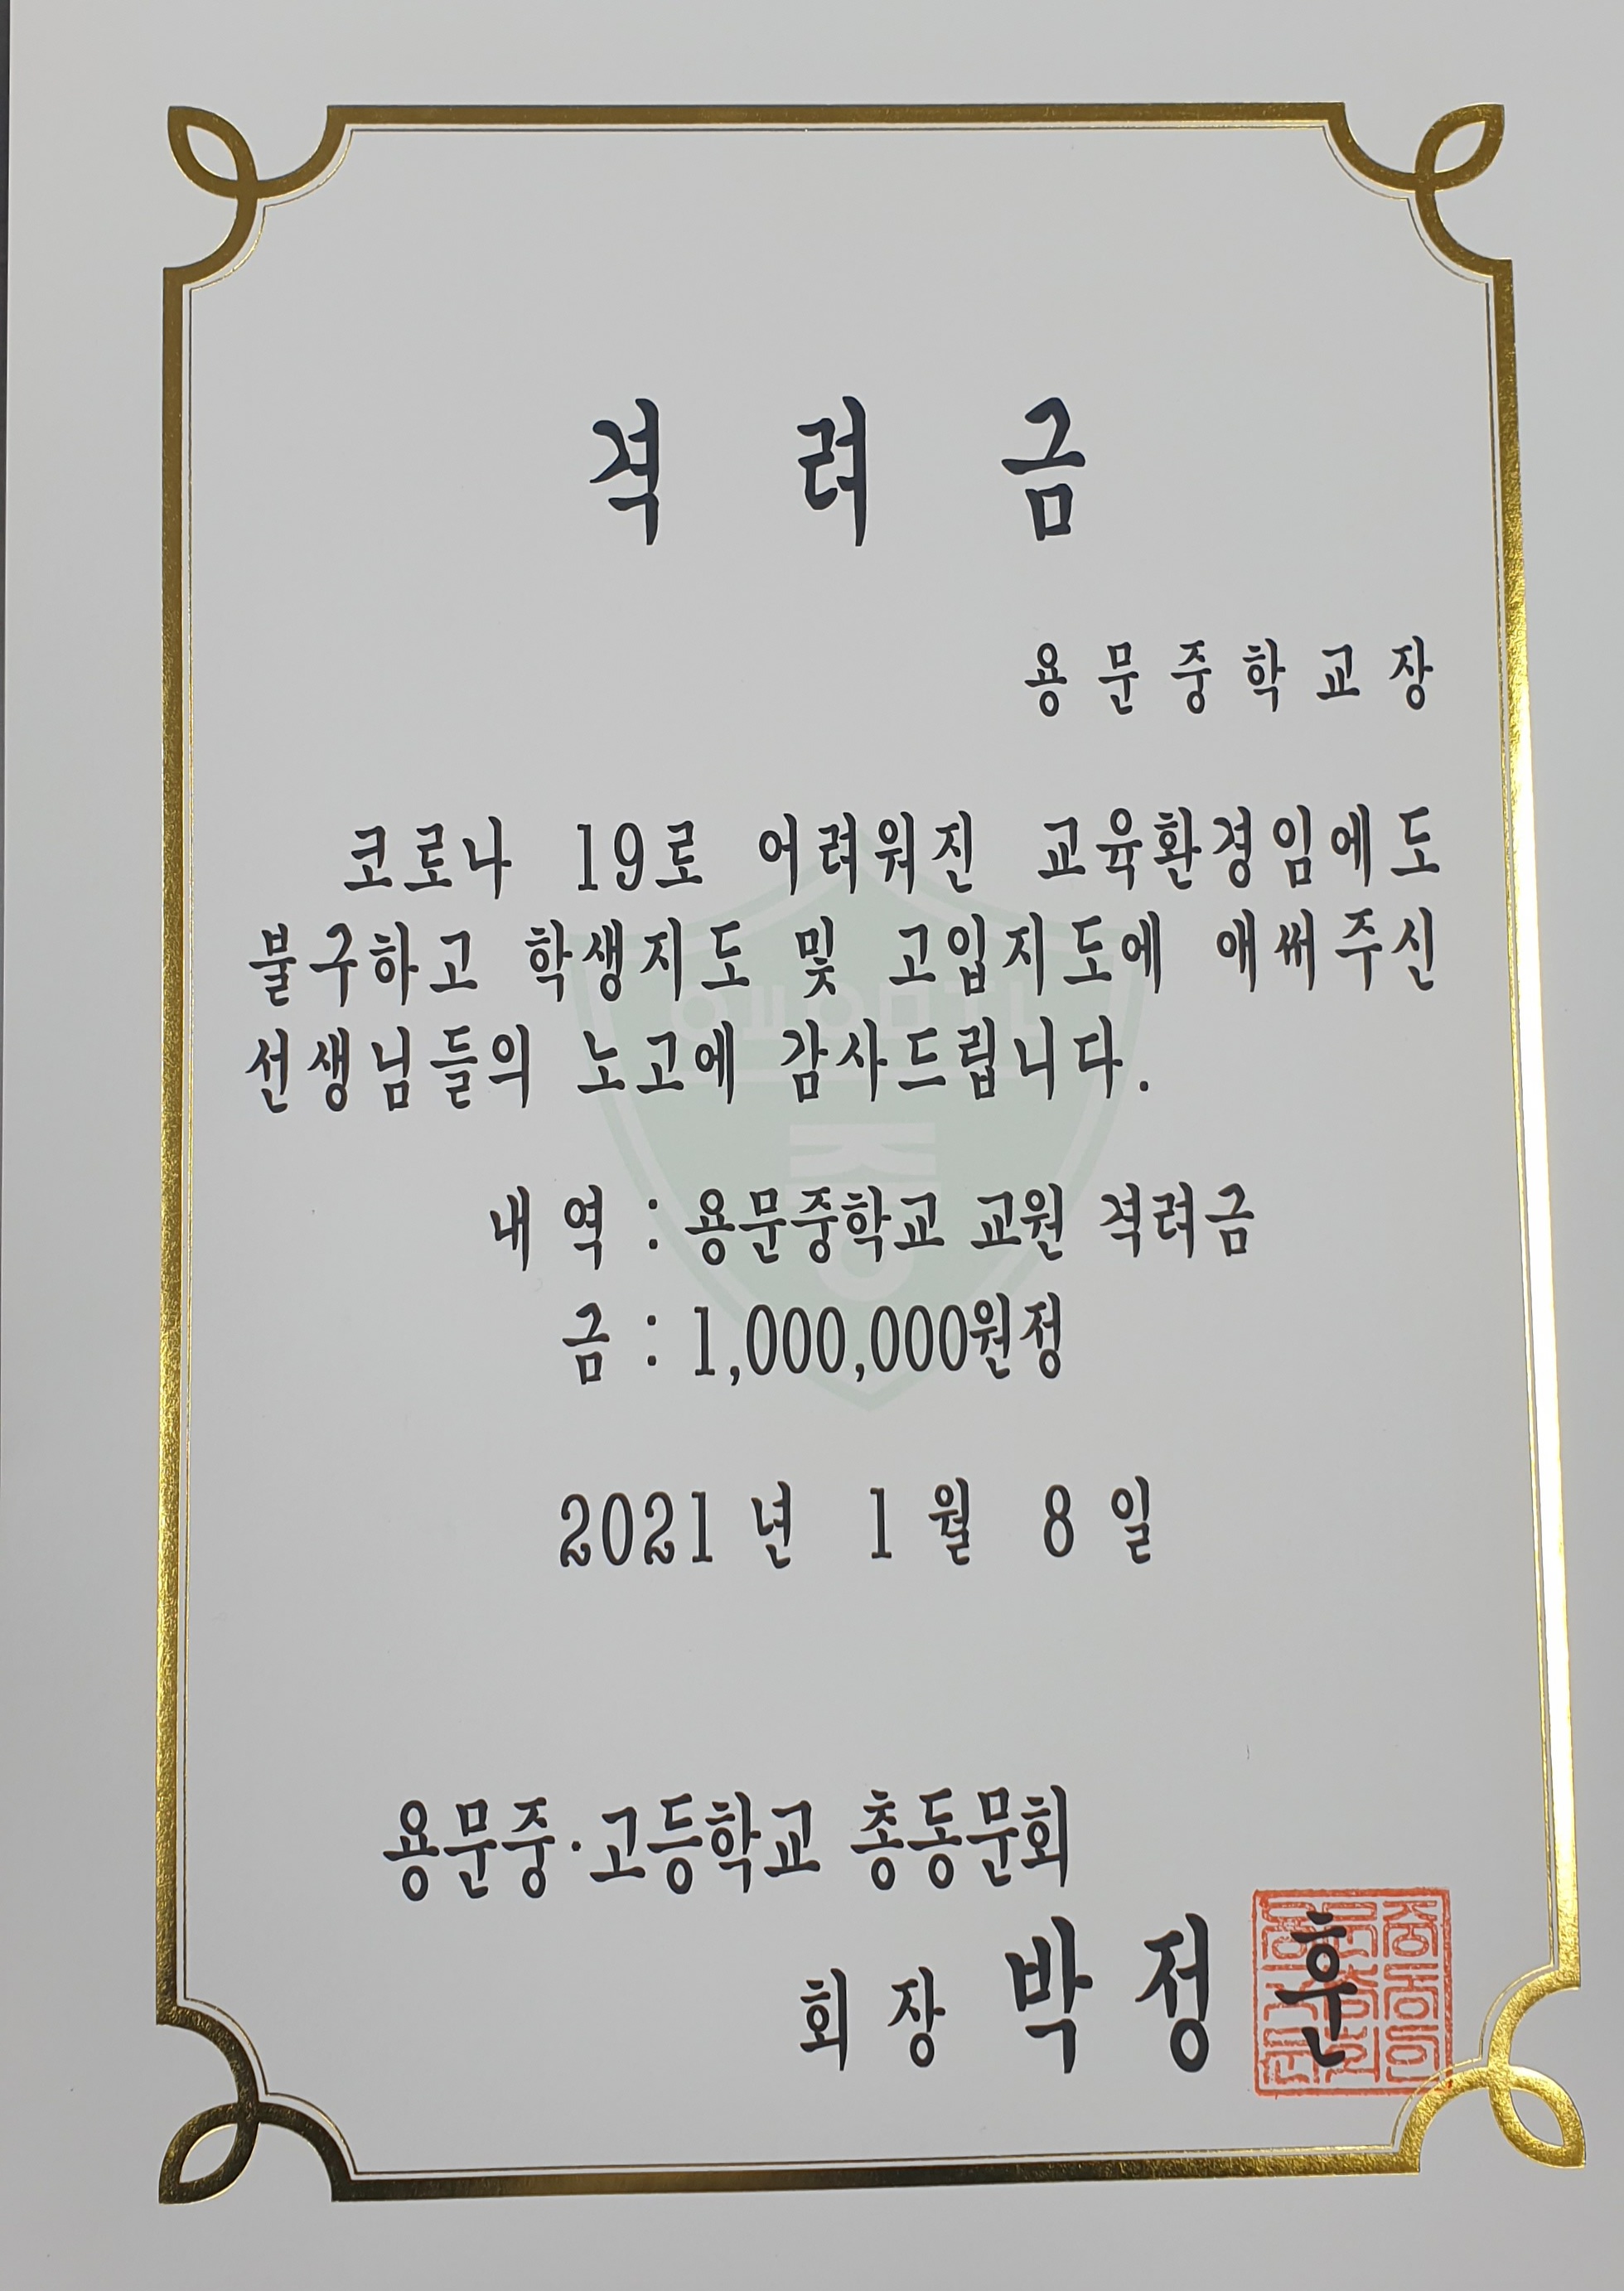 격 려 금
용 문 중 학 교 장
코로나 19로 어려워진 교육환경임에도
불구하고 학생지도 및 고입지도에 애써주신
선생님들의 노고에 감사드립니다.
내 역 : 용문중학교 교원 격려금
금 : 1,000,000원정
2021 년 1 월 8 일
용문중·고등학교 총동문회
회 장 박 정 훈